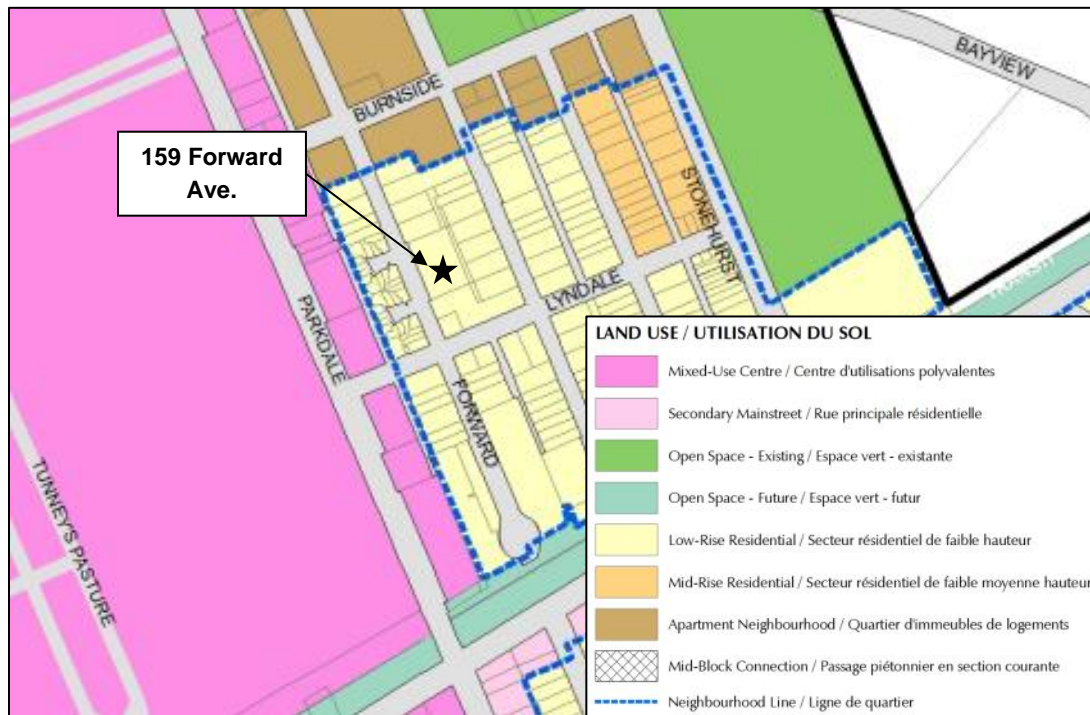 BAYVIEW
BURNSIDE
159 Forward
Ave.
STONEHURST
LYNDALE
PARKDALE
FORWARD
TUNNEY'S PASTURE
LAND USE / UTILISATION DU SOL
Mixed-Use Centre / Centre d'utilisations polyvalentes
Secondary Mainstreet / Rue principale résidentielle
Open Space - Existing / Espace vert - existante
Open Space - Future / Espace vert - futur
Low-Rise Residential / Secteur résidentiel de faible hauteur
Mid-Rise Residential / Secteur résidentiel de faible moyenne hauteur
Apartment Neighbourhood / Quartier d'immeubles de logements
Mid-Block Connection / Passage piétonnier en section courante
Neighbourhood Line / Ligne de quartier